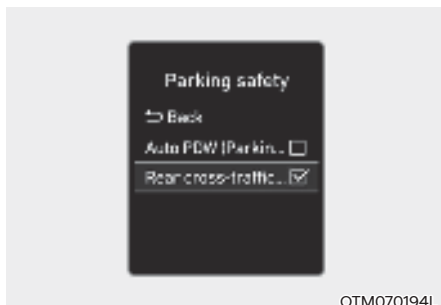 Parking safety
⮌ Back
Auto PDW (Parkin... ☐
Rear cross-traffic... ☑
OTM070194L